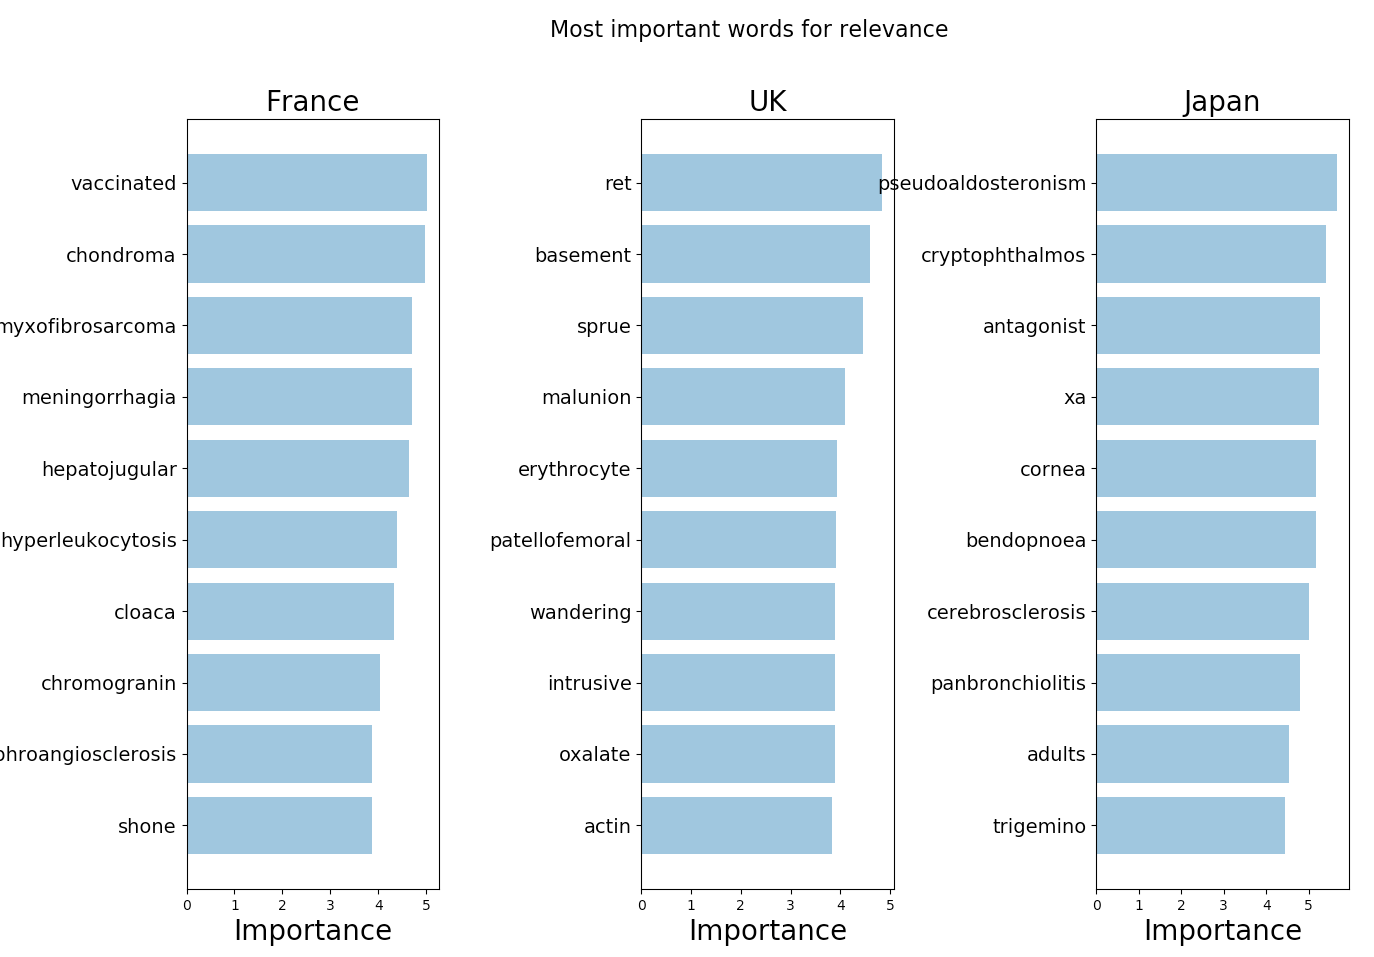 Most important words for relevance
France
vaccinated
chondroma
myxofibrosarcoma
meningorrhagia
hepatojugular
hyperleukocytosis
cloaca
chromogranin
phroangiosclerosis
shone
0 1 2 3 4 5
Importance
UK
ret
basement
sprue
malunion
erythrocyte
patellofemoral
wandering
intrusive
oxalate
actin
0 1 2 3 4 5
Importance
Japan
pseudoaldosteronism
cryptophthalmos
antagonist
xa
cornea
bendopnoea
cerebrosclerosis
panbronchiolitis
adults
trigemino
0 1 2 3 4 5
Importance